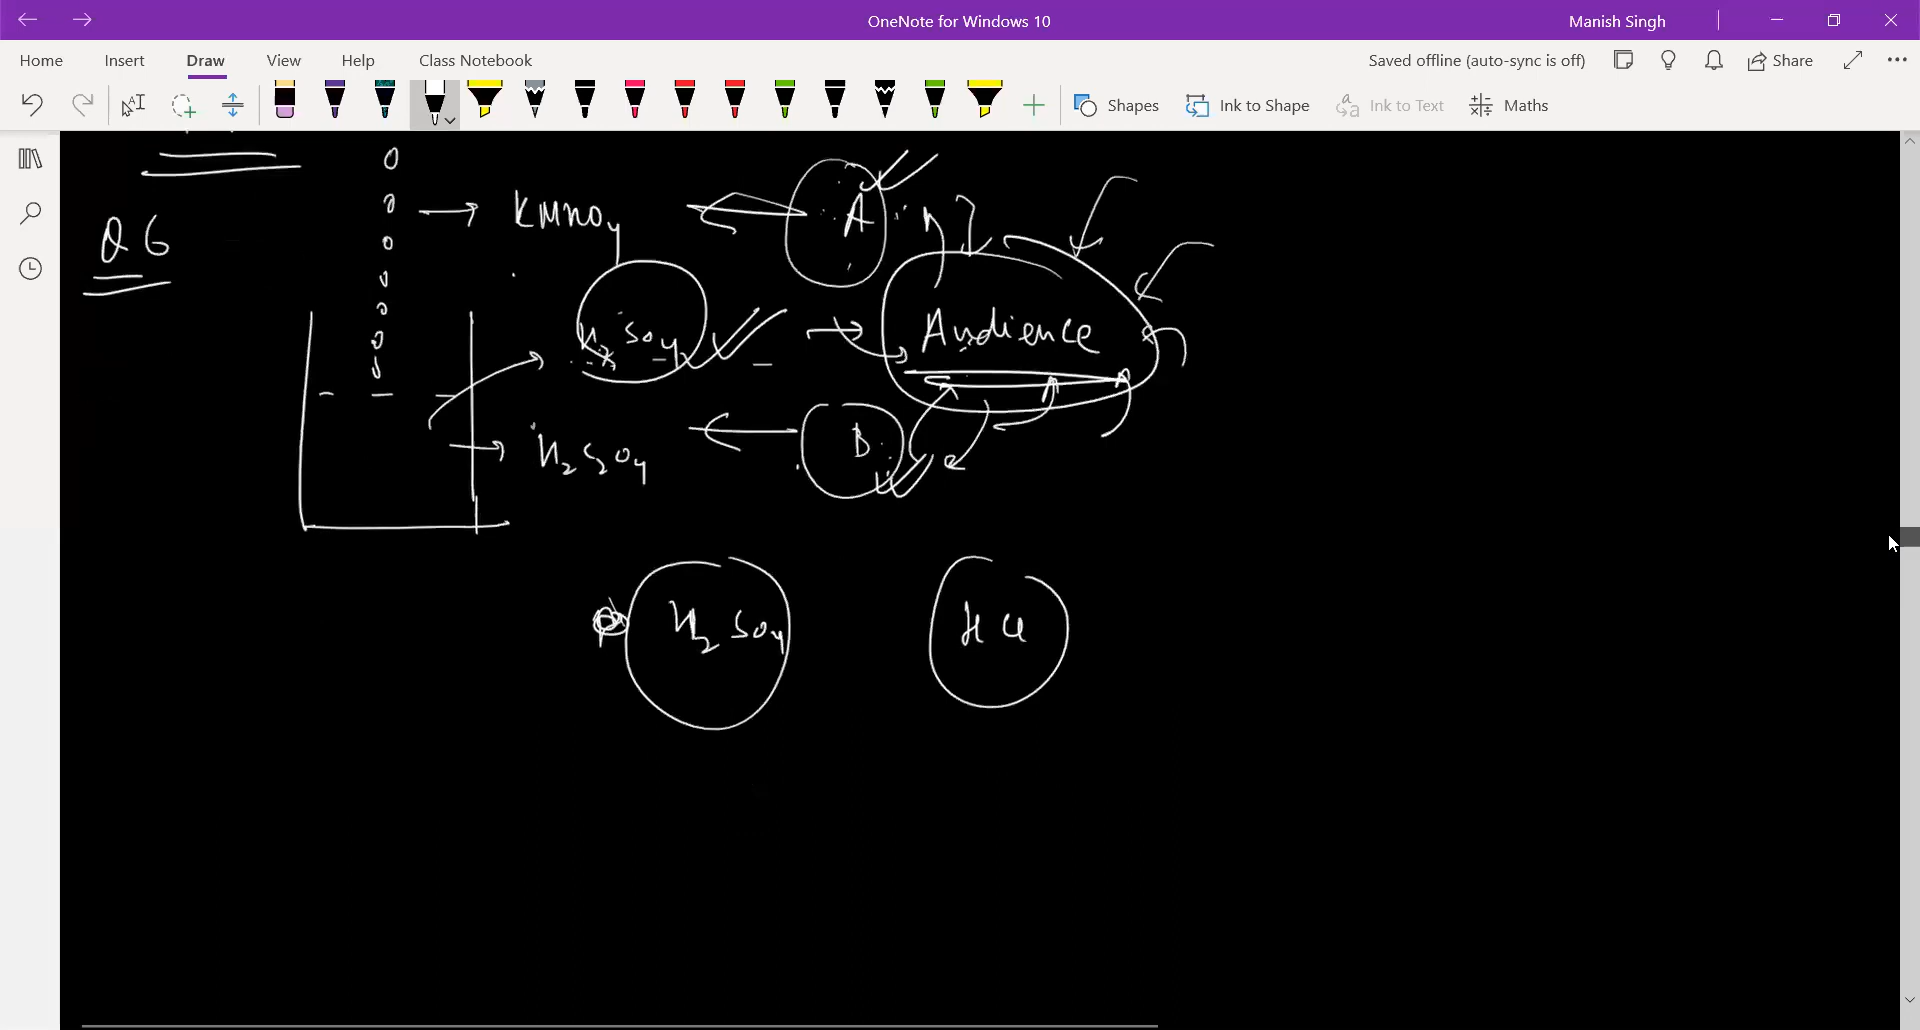 OneNote for Windows 10
Manish Singh
Home Insert Draw View Help Class Notebook
Saved offline (auto-sync is off) Share
Shapes Ink to Shape Ink to Text Maths
Q 6
KMnO4 A
H2SO4 Audience
H2S2O4 B
H2SO4 HCl